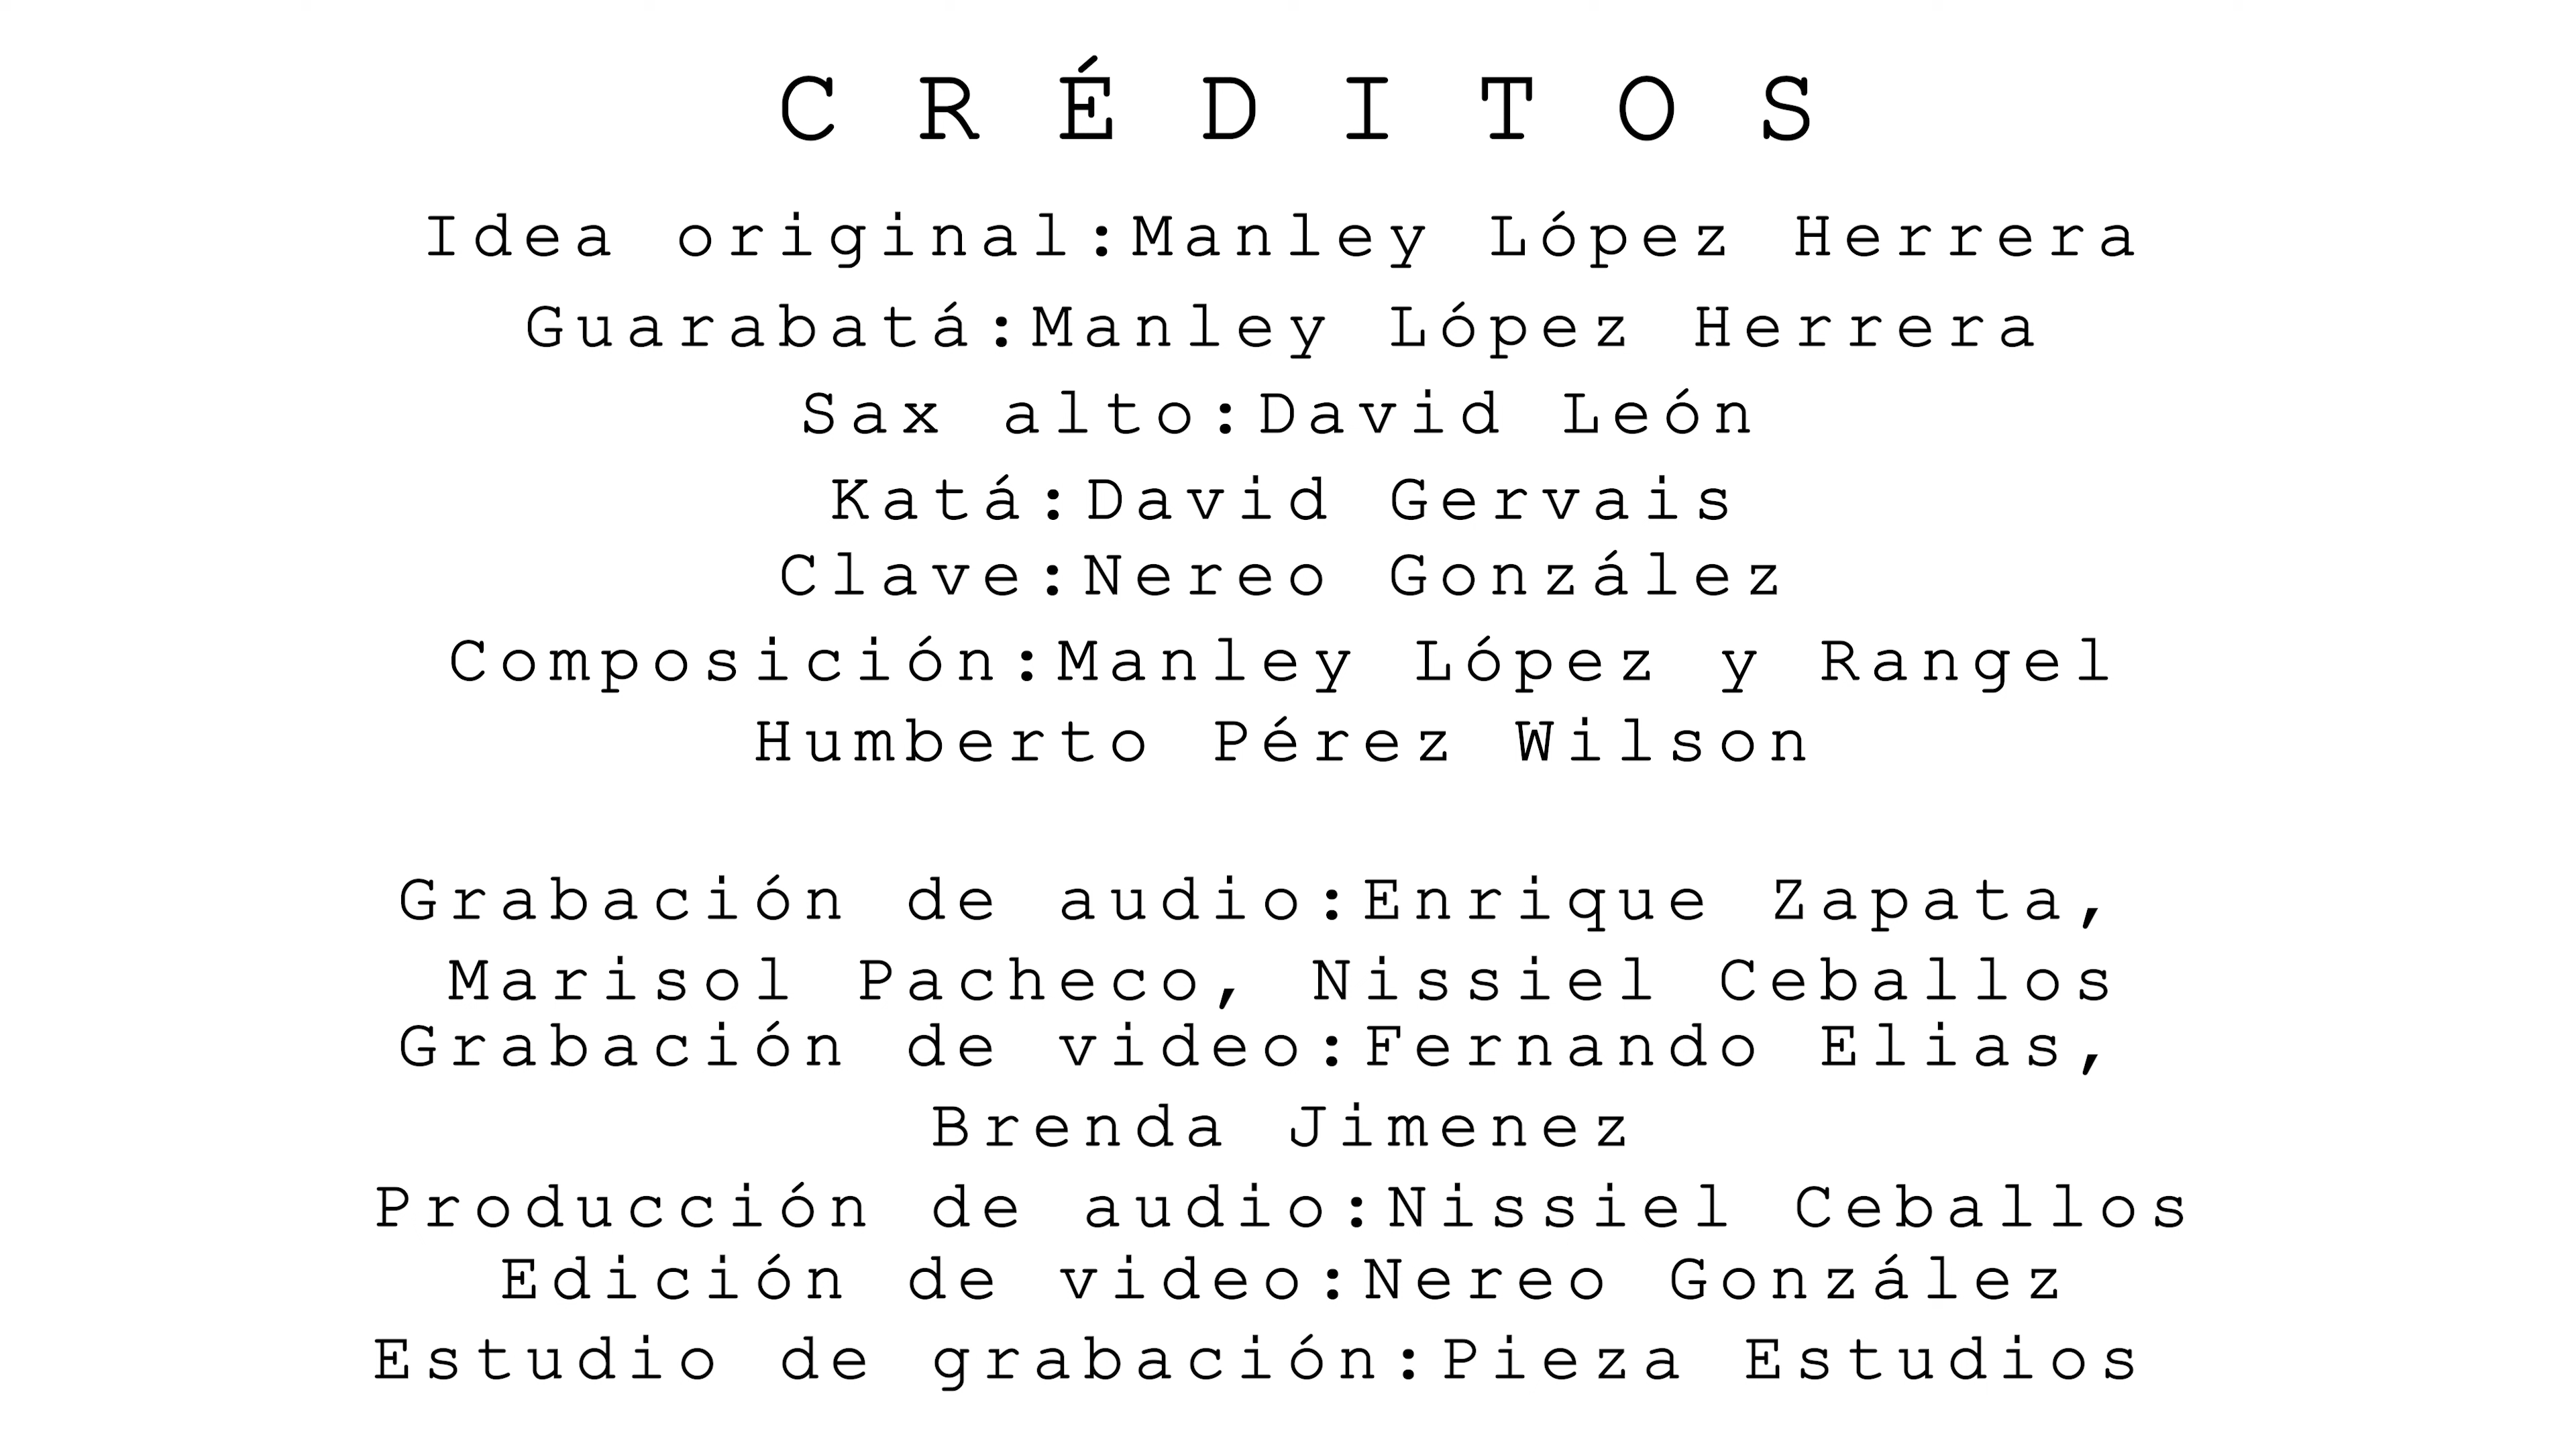 CRÉDITOS
Idea original:Manley López Herrera
Guarabatá:Manley López Herrera
Sax alto:David León
Katá:David Gervais
Clave:Nereo González
Composición:Manley López y Rangel
Humberto Pérez Wilson
Grabación de audio:Enrique Zapata,
Marisol Pacheco, Nissiel Ceballos
Grabación de video:Fernando Elias,
Brenda Jimenez
Producción de audio:Nissiel Ceballos
Edición de video:Nereo González
Estudio de grabación:Pieza Estudios